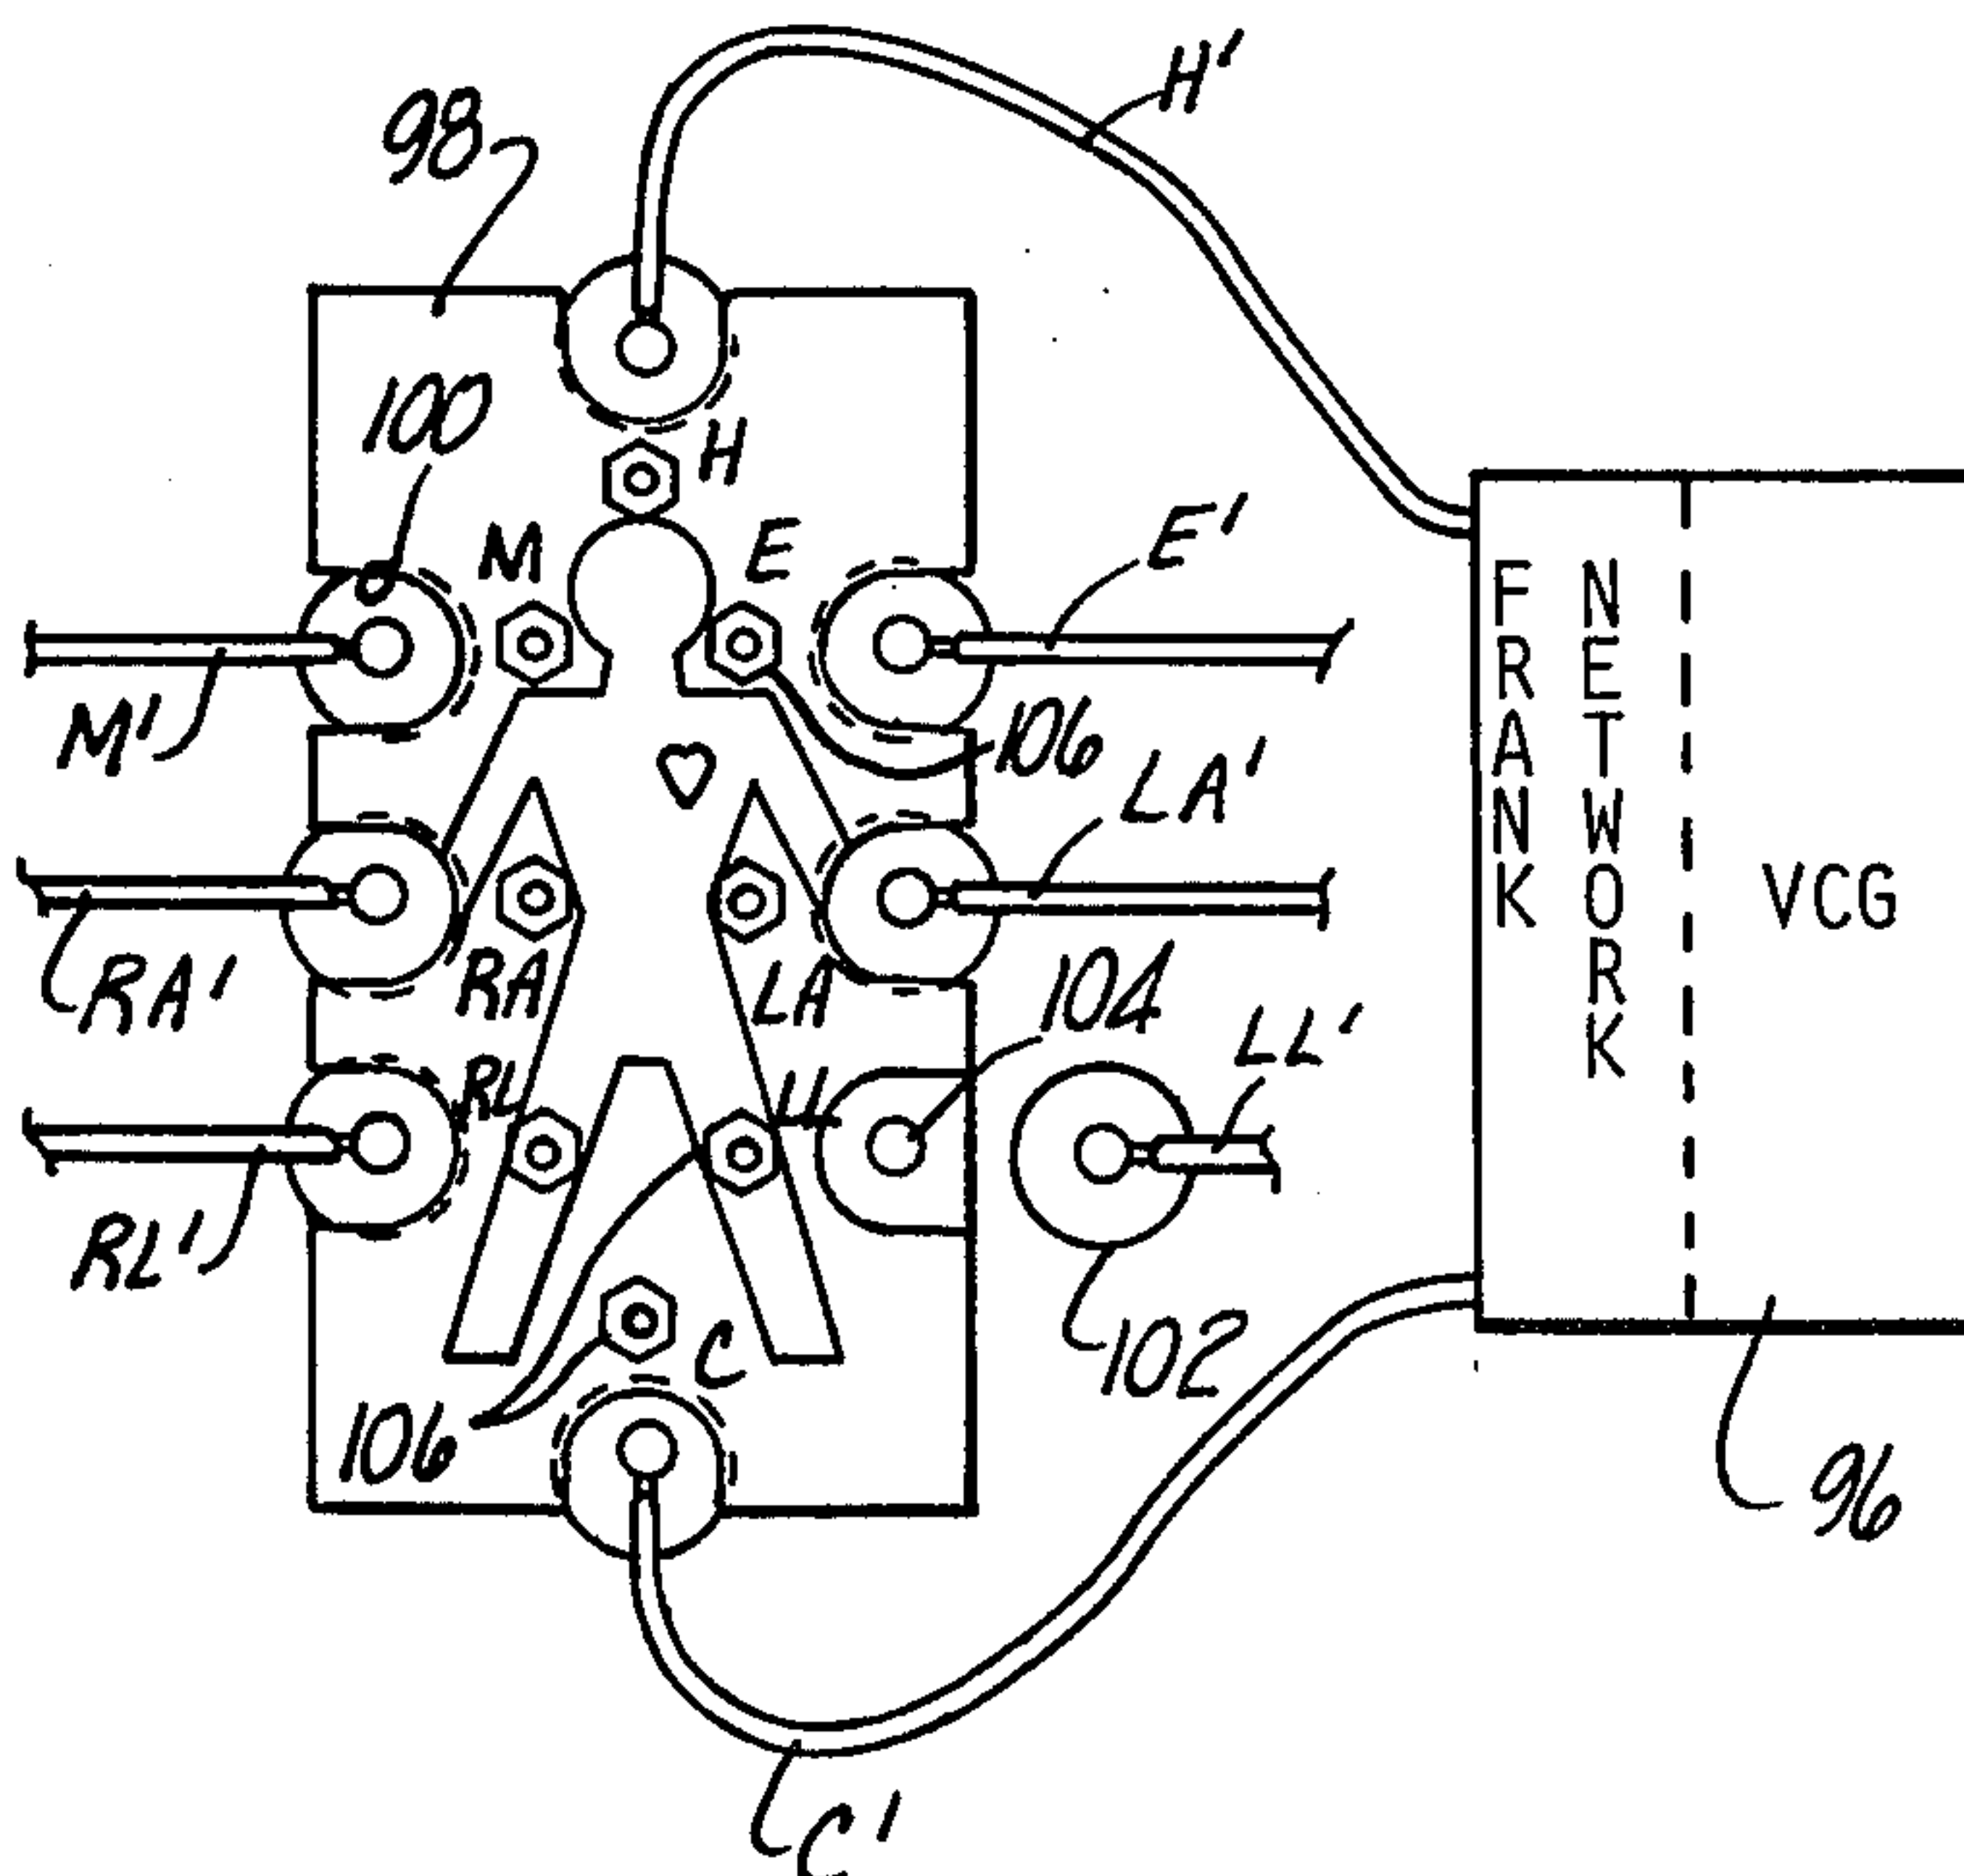 H'
98
100
H
M
E
E'
M'
106
LA'
RA'
RA
LA
104
LL'
RL
LL
RL'
102
C
106
96
C'
FRANK
NETWORK
VCG